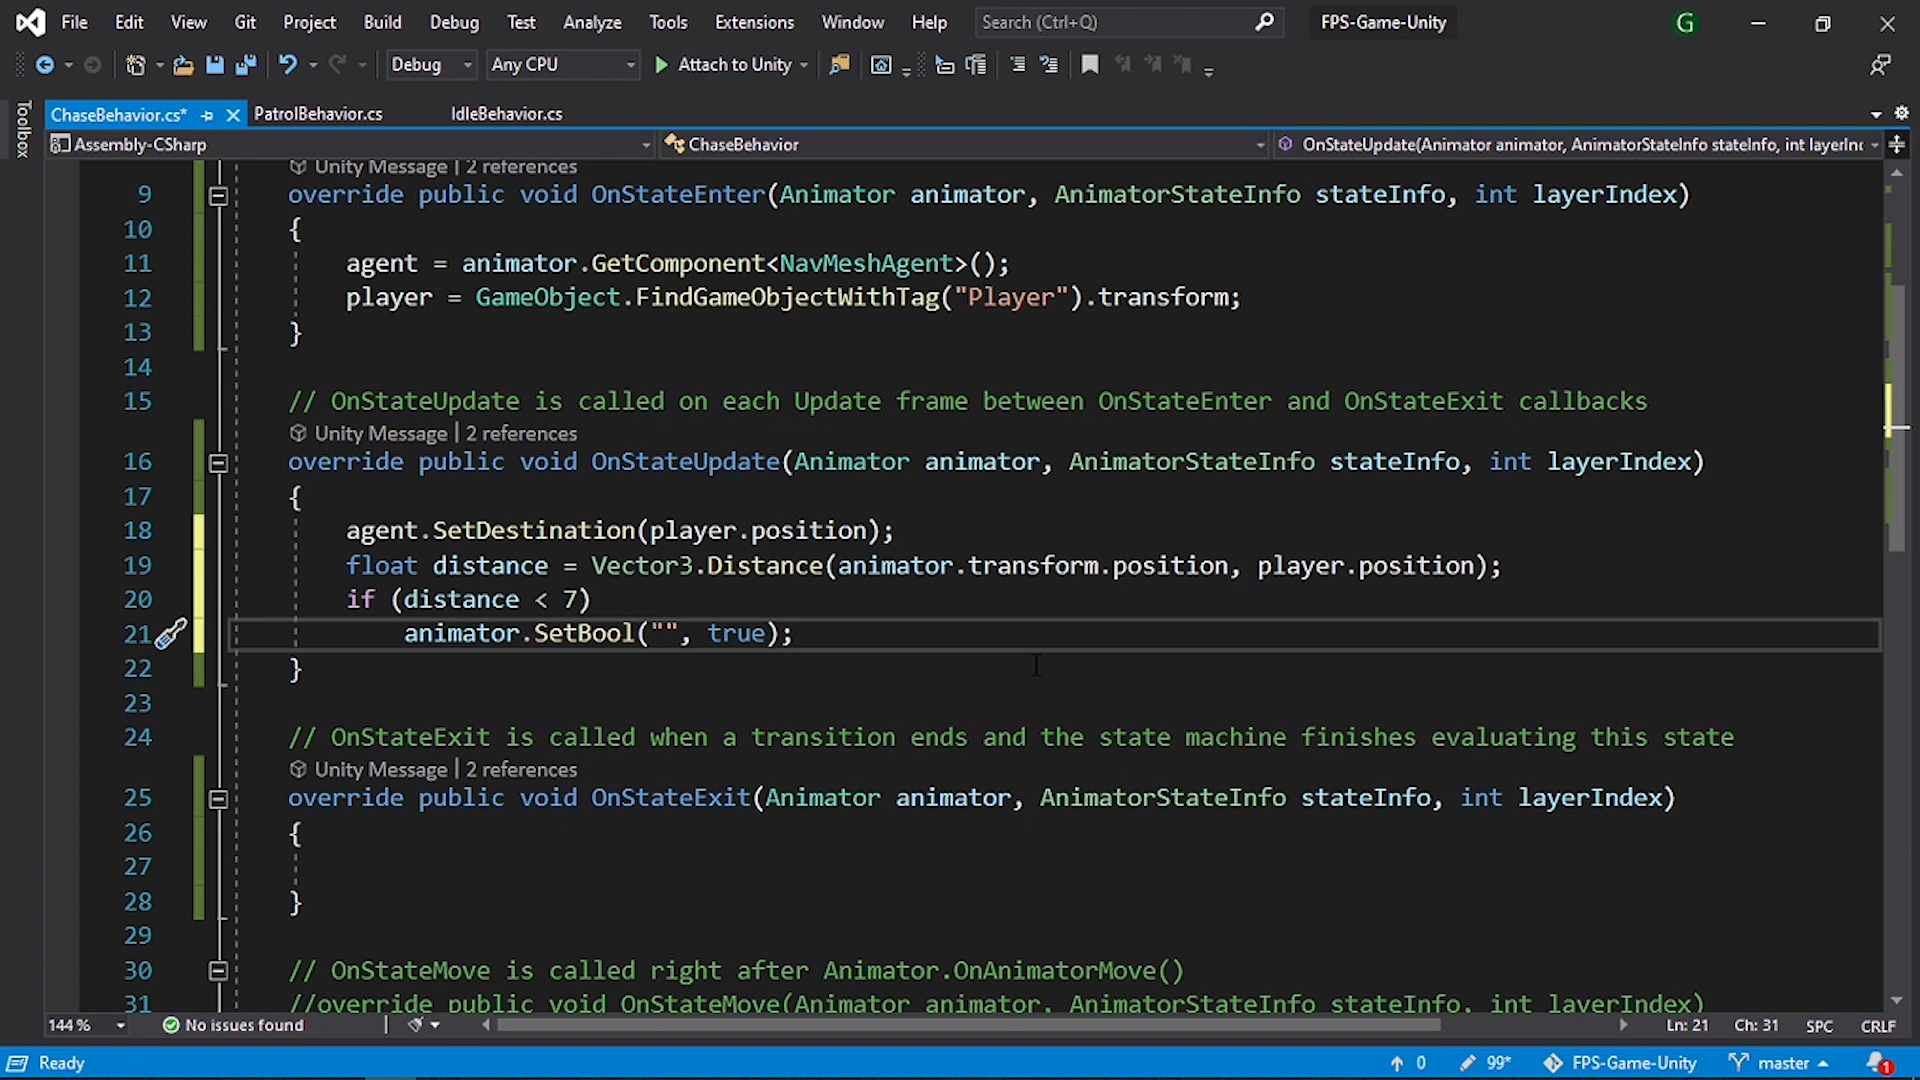 File Edit View Git Project Build Debug Test Analyze Tools Extensions Window Help Search (Ctrl+Q) FPS-Game-Unity G
Debug Any CPU Attach to Unity
Toolbox
ChaseBehavior.cs* PatrolBehavior.cs IdleBehavior.cs
Assembly-CSharp ChaseBehavior OnStateUpdate(Animator animator, AnimatorStateInfo stateInfo, int layerInd
Unity Message | 2 references
9 override public void OnStateEnter(Animator animator, AnimatorStateInfo stateInfo, int layerIndex)
10 {
11 agent = animator.GetComponent<NavMeshAgent>();
12 player = GameObject.FindGameObjectWithTag("Player").transform;
13 }
14
15 // OnStateUpdate is called on each Update frame between OnStateEnter and OnStateExit callbacks
Unity Message | 2 references
16 override public void OnStateUpdate(Animator animator, AnimatorStateInfo stateInfo, int layerIndex)
17 {
18 agent.SetDestination(player.position);
19 float distance = Vector3.Distance(animator.transform.position, player.position);
20 if (distance < 7)
21 animator.SetBool("", true);
22 }
23
24 // OnStateExit is called when a transition ends and the state machine finishes evaluating this state
Unity Message | 2 references
25 override public void OnStateExit(Animator animator, AnimatorStateInfo stateInfo, int layerIndex)
26 {
27
28 }
29
30 // OnStateMove is called right after Animator.OnAnimatorMove()
31 //override public void OnStateMove(Animator animator, AnimatorStateInfo stateInfo, int layerIndex)
144 % No issues found Ln: 21 Ch: 31 SPC CRLF
Ready 0 99* FPS-Game-Unity master 1